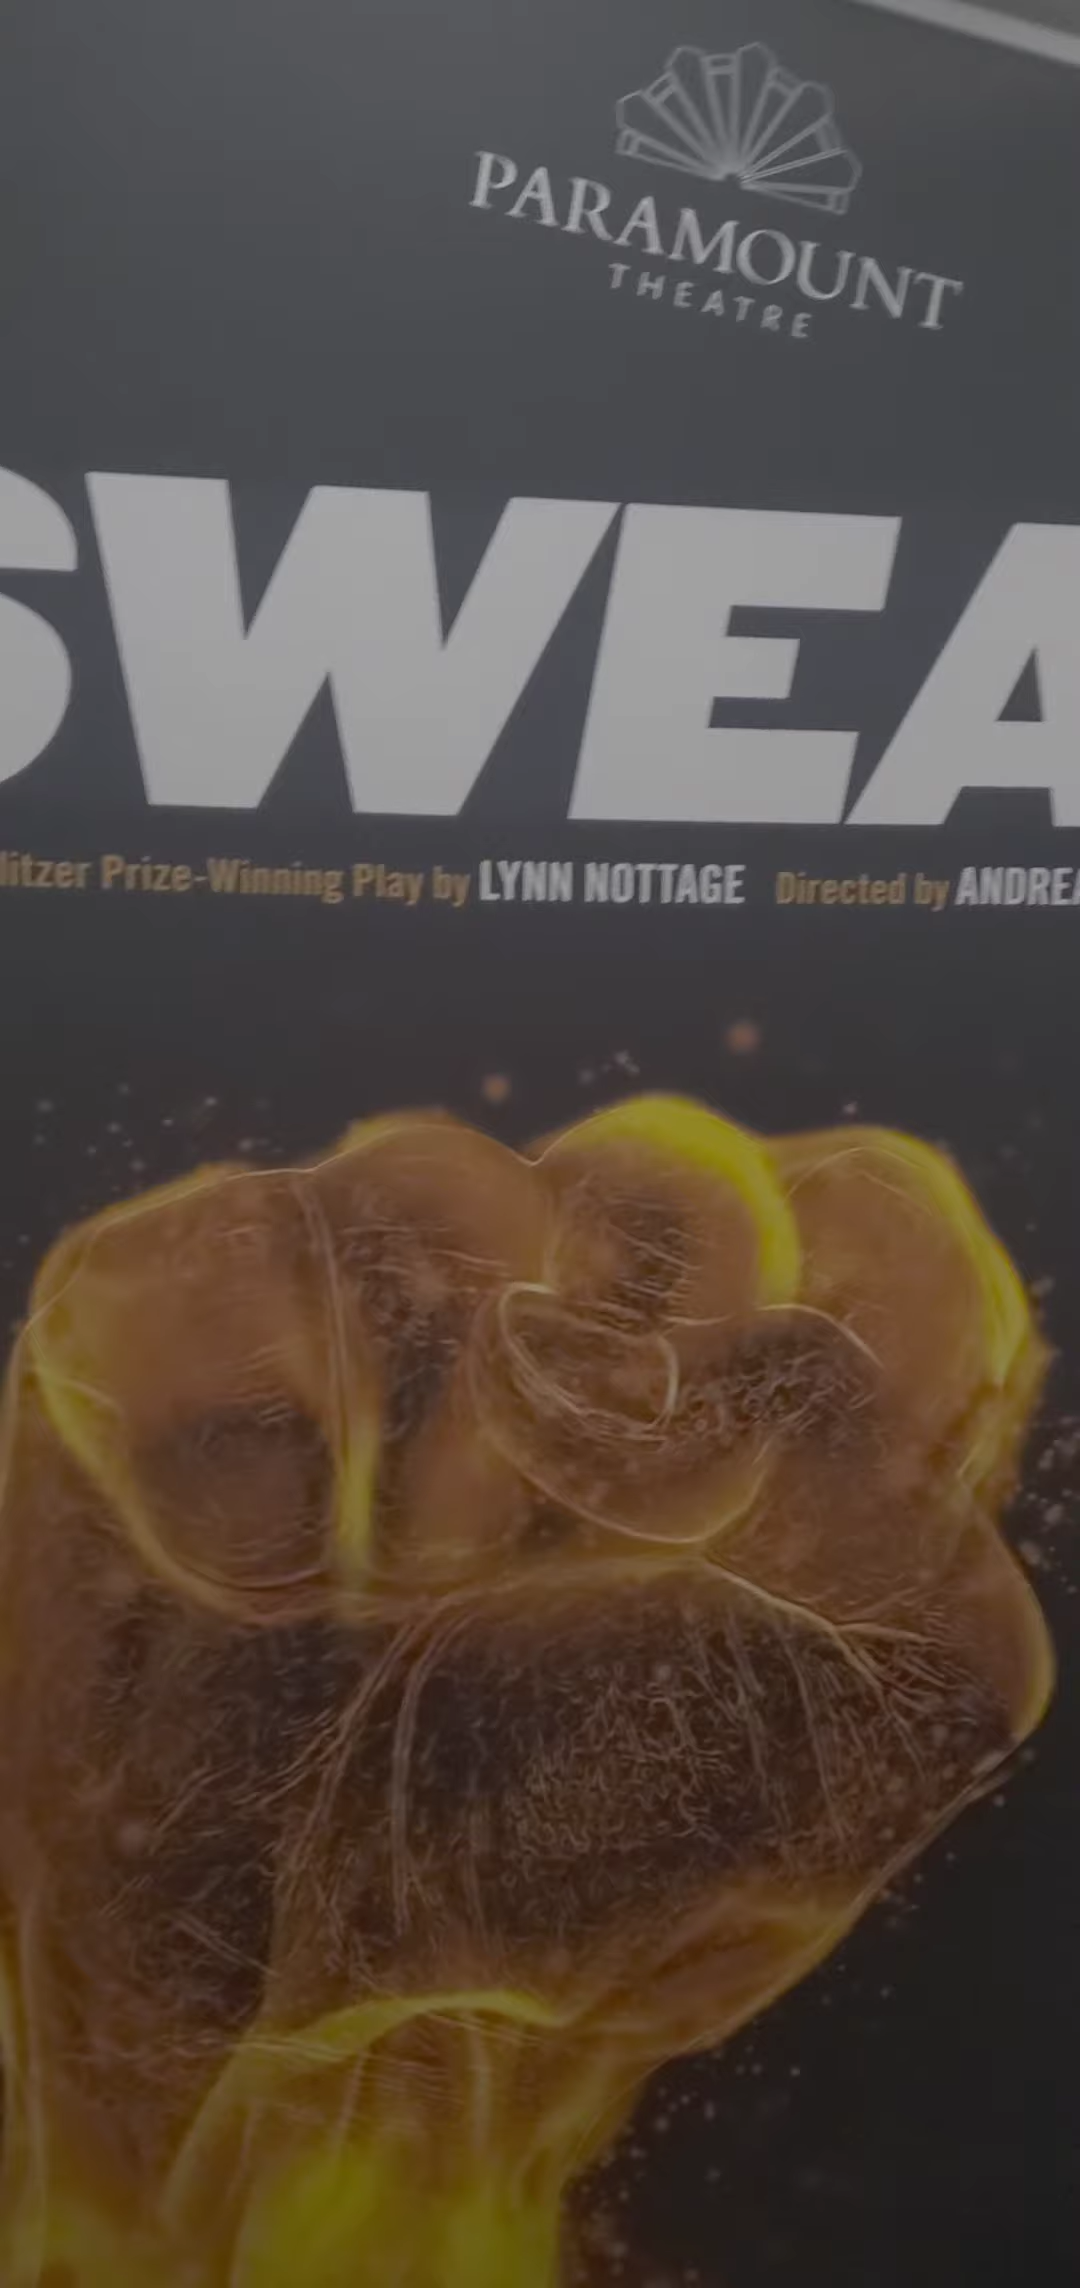 PARAMOUNT
THEATRE
SWEA
litzer Prize-Winning Play by LYNN NOTTAGE Directed by ANDREA